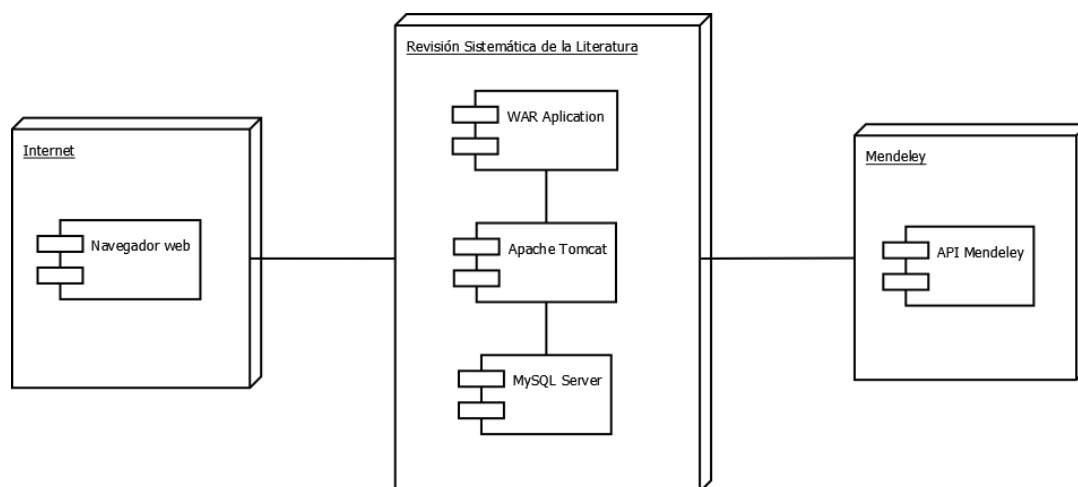 Revisión Sistemática de la Literatura
WAR Aplication
Internet
Mendeley
Navegador web
Apache Tomcat
API Mendeley
MySQL Server